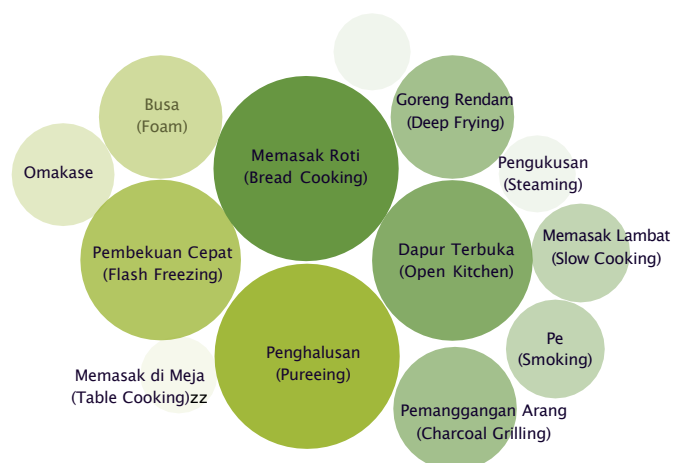 Busa
(Foam)
Goreng Rendam
(Deep Frying)
Memasak Roti
(Bread Cooking)
Pengukusan
(Steaming)
Omakase
Pembekuan Cepat
(Flash Freezing)
Dapur Terbuka
(Open Kitchen)
Memasak Lambat
(Slow Cooking)
Penghalusan
(Pureeing)
Pe
(Smoking)
Memasak di Meja
(Table Cooking)zz
Pemanggangan Arang
(Charcoal Grilling)